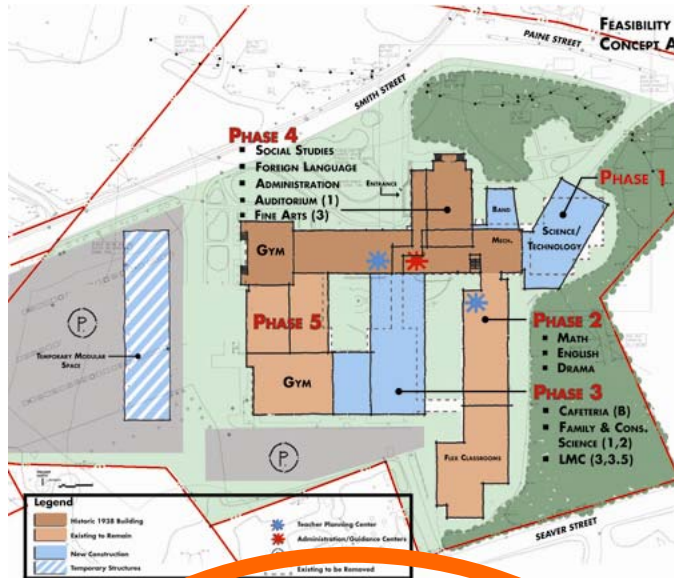 FEASIBILITY
CONCEPT A
PAINE STREET
SMITH STREET
PHASE 4
▪ SOCIAL STUDIES
▪ FOREIGN LANGUAGE
▪ ADMINISTRATION
▪ AUDITORIUM (1)
▪ FINE ARTS (3)
ENTRANCE
PHASE 1
BAND
SCIENCE/
TECHNOLOGY
GYM
MECH.
P.
TEMPORARY MODULAR
SPACE
PHASE 5
GYM
PHASE 2
▪ MATH
▪ ENGLISH
▪ DRAMA
PHASE 3
▪ CAFETERIA (B)
▪ FAMILY & CONS.
SCIENCE (1,2)
▪ LMC (3,3.5)
P.
FLEX CLASSROOMS
SEAVER STREET
Legend
Historic 1938 Building
Existing to Remain
New Construction
Temporary Structures
Teacher Planning Center
Administration/Guidance Centers
Existing to be Removed